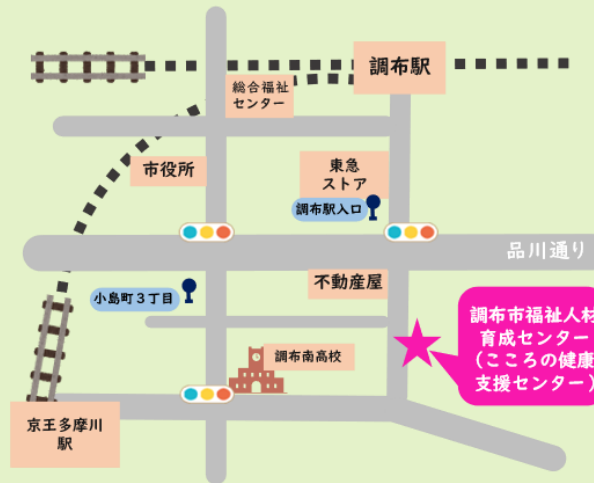 調布駅
総合福祉
センター
市役所
東急
ストア
調布駅入口
品川通り
小島町3丁目
不動産屋
調布市福祉人材
育成センター
(こころの健康
支援センター)
調布南高校
京王多摩川
駅